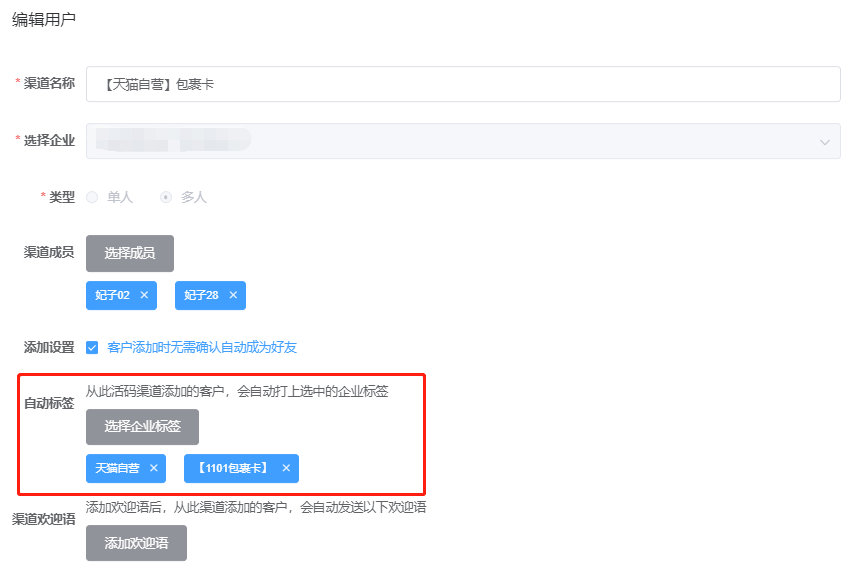 编辑用户
* 渠道名称 【天猫自营】包裹卡
* 选择企业
* 类型 单人 多人
渠道成员 选择成员
妃子02 × 妃子28 ×
添加设置 客户添加时无需确认自动成为好友
从此活码渠道添加的客户，会自动打上选中的企业标签
自动标签
选择企业标签
天猫自营 × 【1101包裹卡】 ×
添加欢迎语后，从此渠道添加的客户，会自动发送以下欢迎语
渠道欢迎语
添加欢迎语